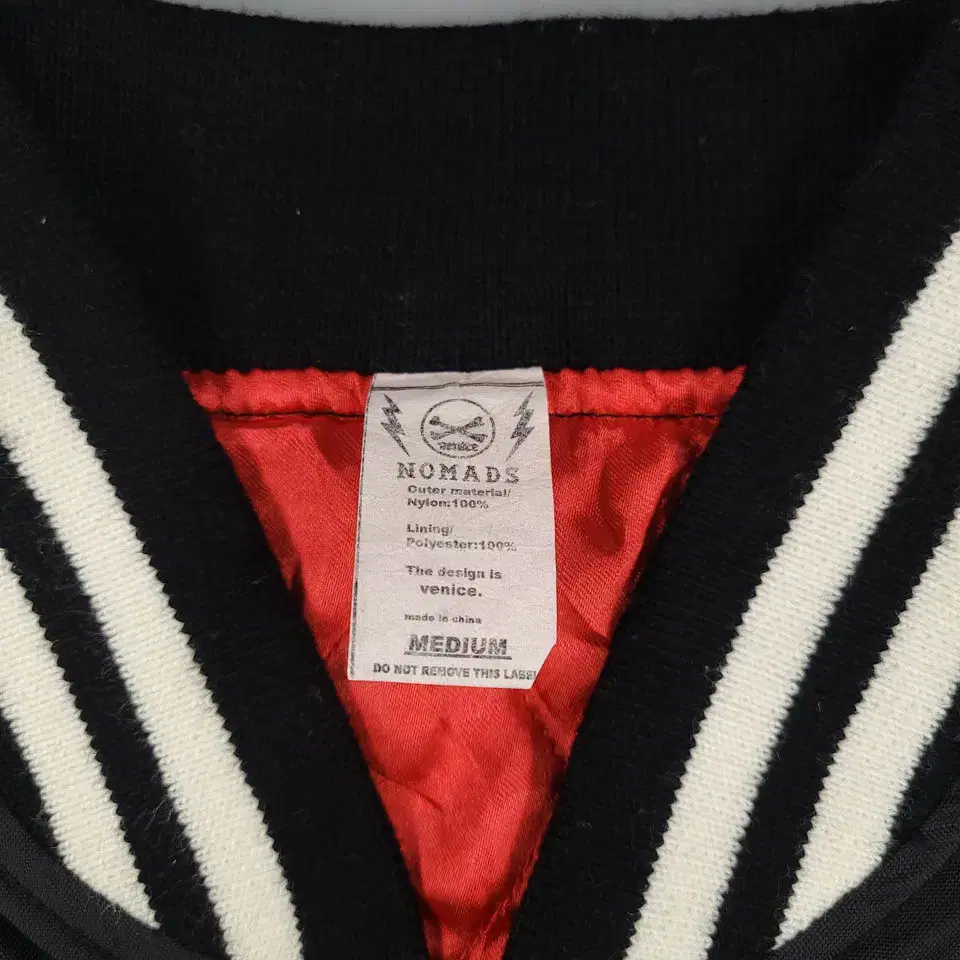 venice
NOMADS
Outer material/
Nylon:100%
Lining/
Polyester:100%
The design is
venice.
made in china
MEDIUM
DO NOT REMOVE THIS LABEL